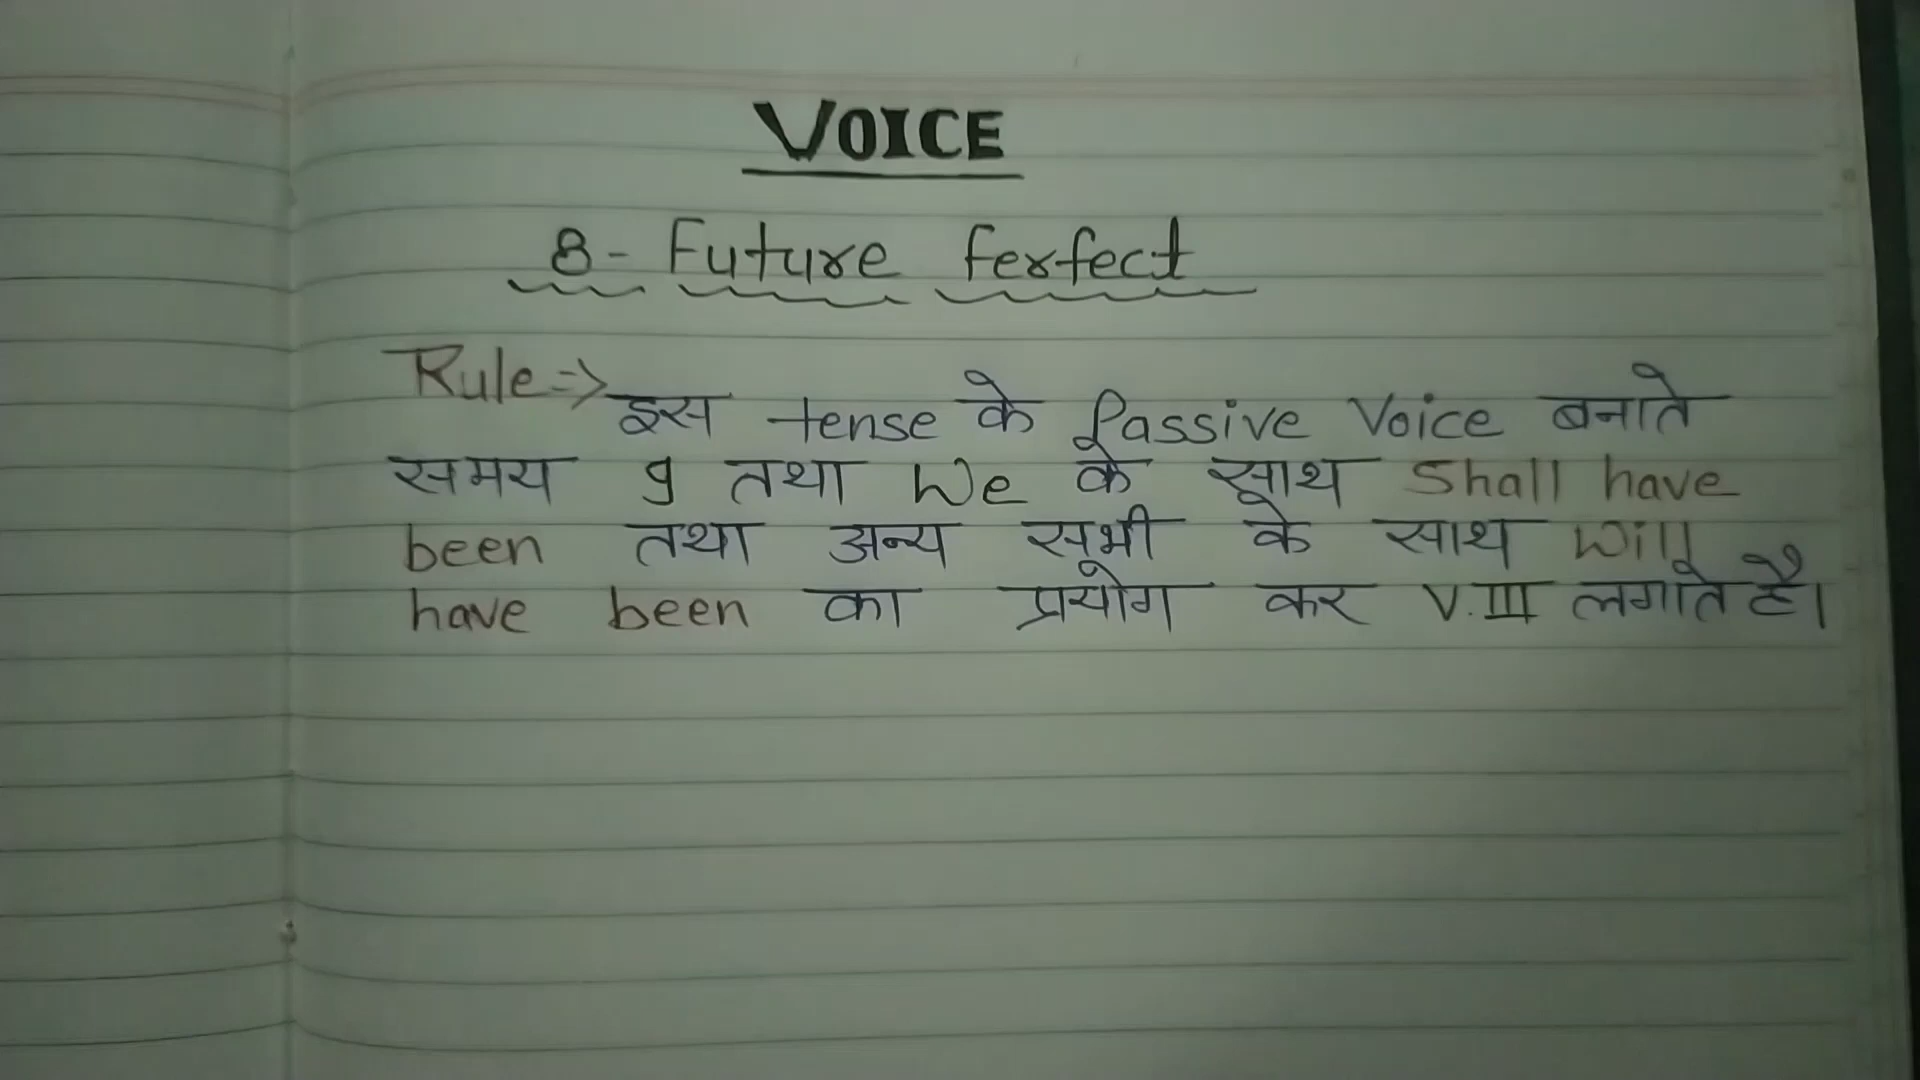 VOICE
8- Future Perfect
Rule=>
इस tense के Passive Voice बनाते
समय I तथा We के साथ Shall have
been तथा अन्य सभी के साथ Will
have been का प्रयोग कर V.III लगाते है।